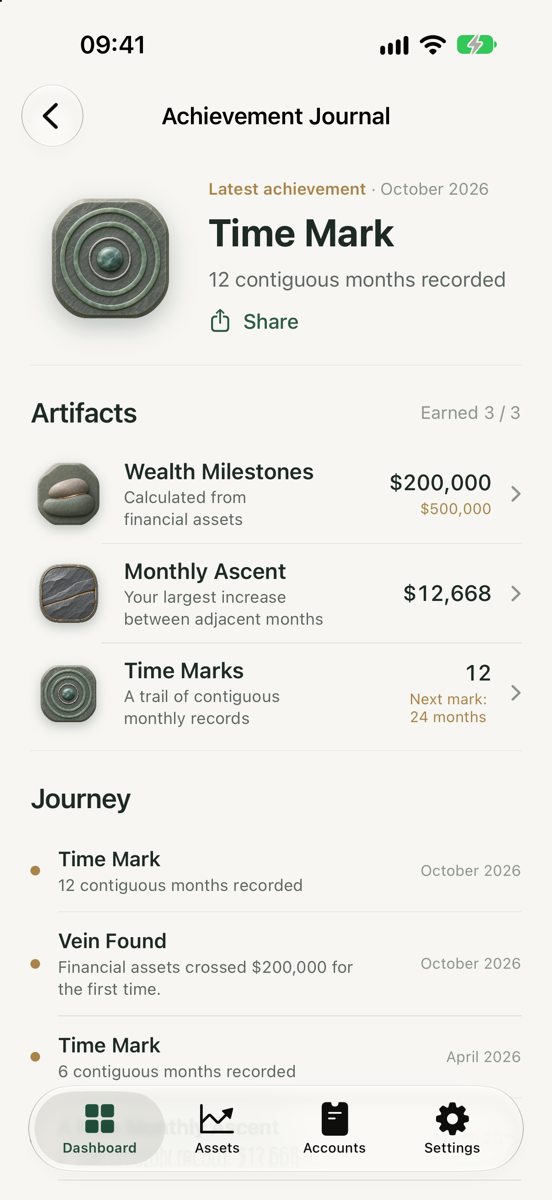 09:41
Achievement Journal
Latest achievement · October 2026
Time Mark
12 contiguous months recorded
Share
Artifacts
Earned 3 / 3
Wealth Milestones
Calculated from
financial assets
$200,000
$500,000
Monthly Ascent
Your largest increase
between adjacent months
$12,668
Time Marks
A trail of contiguous
monthly records
12
Next mark:
24 months
Journey
Time Mark
12 contiguous months recorded
October 2026
Vein Found
Financial assets crossed $200,000 for
the first time.
October 2026
Time Mark
6 contiguous months recorded
April 2026
Monthly Ascent
Dashboard
Assets
Accounts
Settings